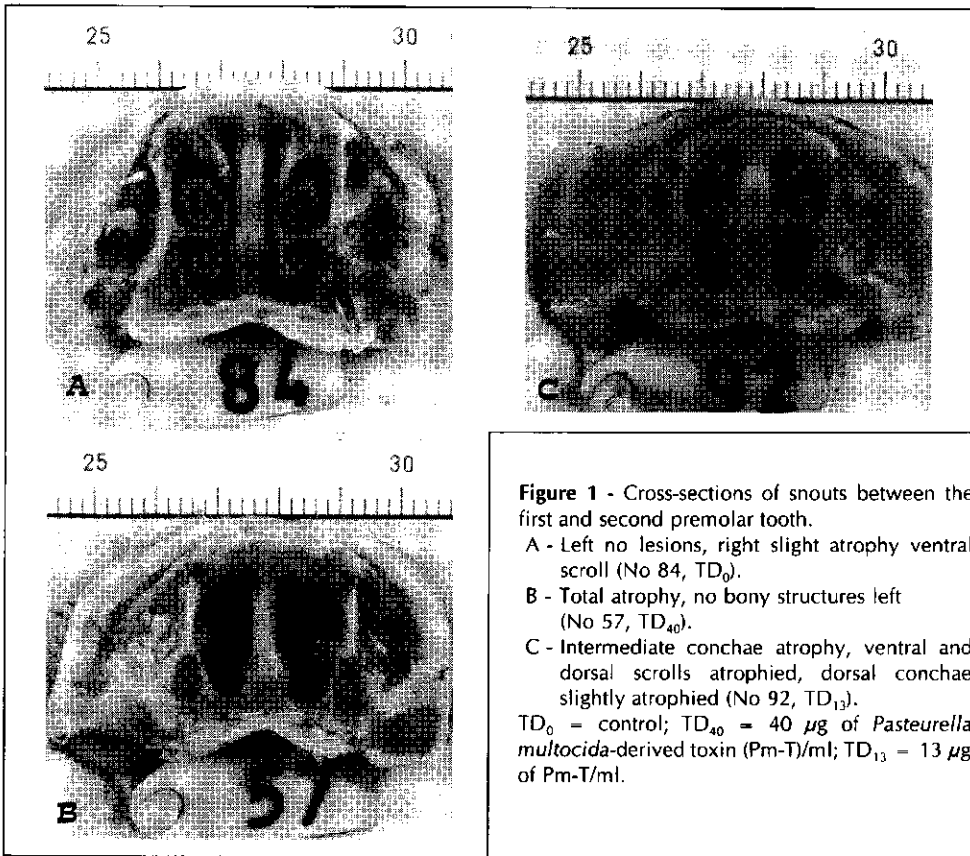 25 30
A 84
25 30
C
25 30
B 57
Figure 1 - Cross-sections of snouts between the
first and second premolar tooth.
A - Left no lesions, right slight atrophy ventral
scroll (No 84, TD₀).
B - Total atrophy, no bony structures left
(No 57, TD₄₀).
C - Intermediate conchae atrophy, ventral and
dorsal scrolls atrophied, dorsal conchae
slightly atrophied (No 92, TD₁₃).
TD₀ = control; TD₄₀ = 40 µg of Pasteurella
multocida-derived toxin (Pm-T)/ml; TD₁₃ = 13 µg
of Pm-T/ml.